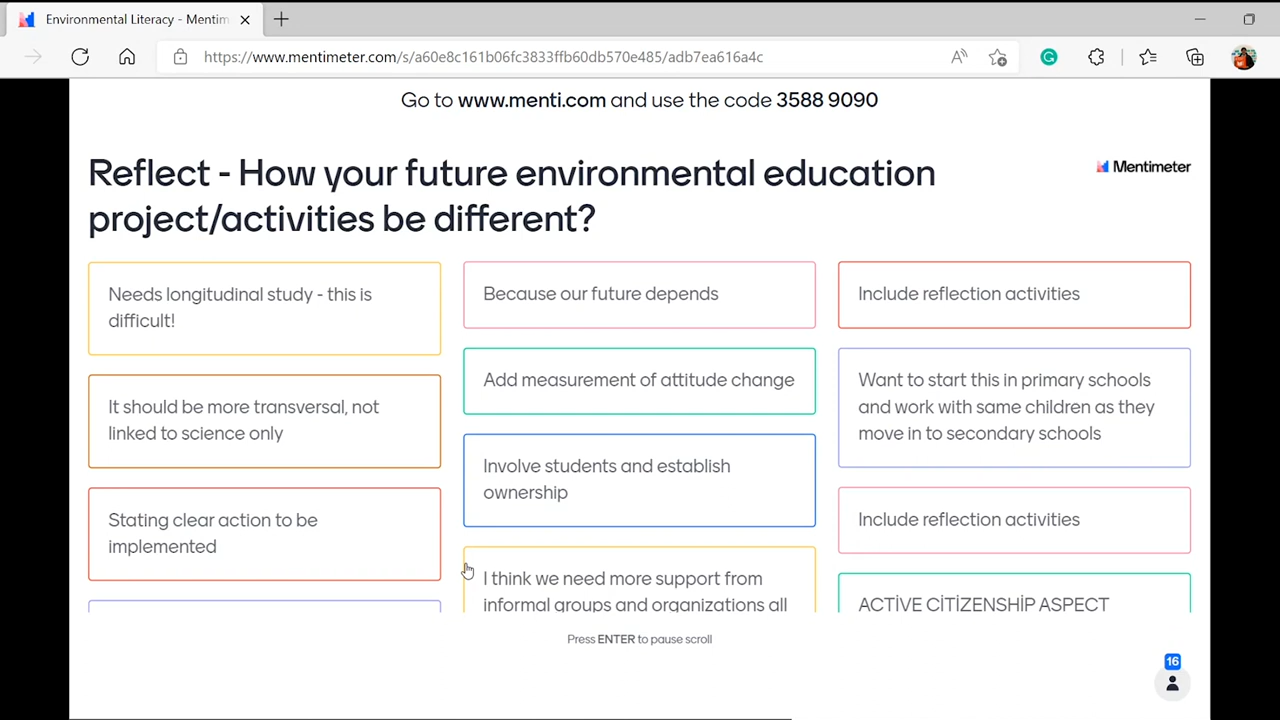 Environmental Literacy - Mentim
https://www.mentimeter.com/s/a60e8c161b06fc3833ffb60db570e485/adb7ea616a4c
Go to www.menti.com and use the code 3588 9090
Reflect - How your future environmental education
project/activities be different?
Mentimeter
Needs longitudinal study - this is
difficult!
It should be more transversal, not
linked to science only
Stating clear action to be
implemented
Because our future depends
Add measurement of attitude change
Involve students and establish
ownership
I think we need more support from
informal groups and organizations all
Include reflection activities
Want to start this in primary schools
and work with same children as they
move in to secondary schools
Include reflection activities
ACTİVE CİTİZENSHİP ASPECT
Press ENTER to pause scroll
16